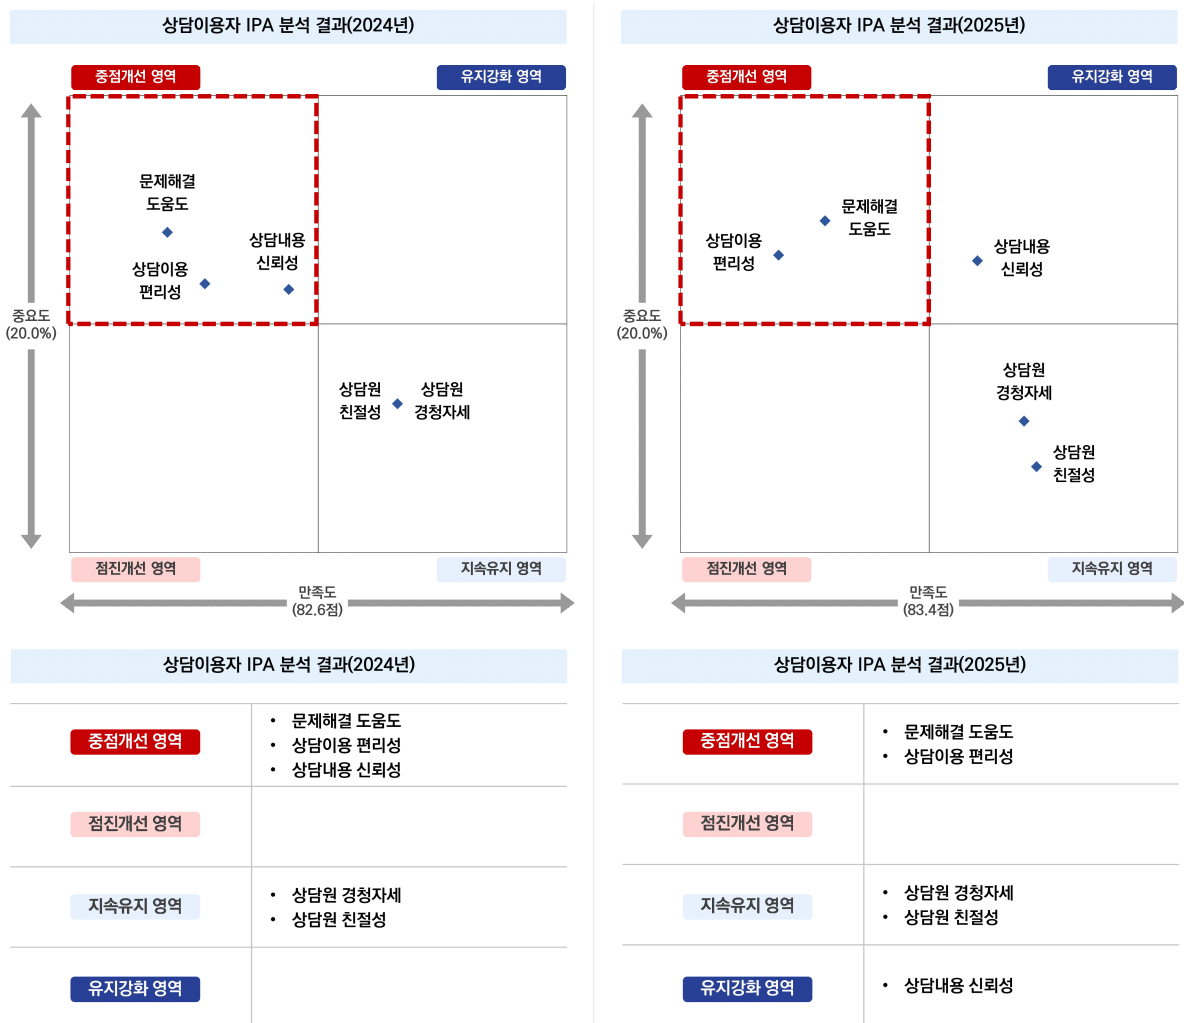 상담이용자 IPA 분석 결과(2024년)
중점개선 영역
유지강화 영역
문제해결
도움도
상담내용
신뢰성
상담이용
편리성
중요도
(20.0%)
상담원
친절성
상담원
경청자세
점진개선 영역
지속유지 영역
만족도
(82.6점)
상담이용자 IPA 분석 결과(2025년)
중점개선 영역
유지강화 영역
문제해결
도움도
상담이용
편리성
상담내용
신뢰성
중요도
(20.0%)
상담원
경청자세
상담원
친절성
점진개선 영역
지속유지 영역
만족도
(83.4점)
상담이용자 IPA 분석 결과(2024년)
중점개선 영역
• 문제해결 도움도
• 상담이용 편리성
• 상담내용 신뢰성
점진개선 영역
지속유지 영역
• 상담원 경청자세
• 상담원 친절성
유지강화 영역
상담이용자 IPA 분석 결과(2025년)
중점개선 영역
• 문제해결 도움도
• 상담이용 편리성
점진개선 영역
지속유지 영역
• 상담원 경청자세
• 상담원 친절성
유지강화 영역
• 상담내용 신뢰성